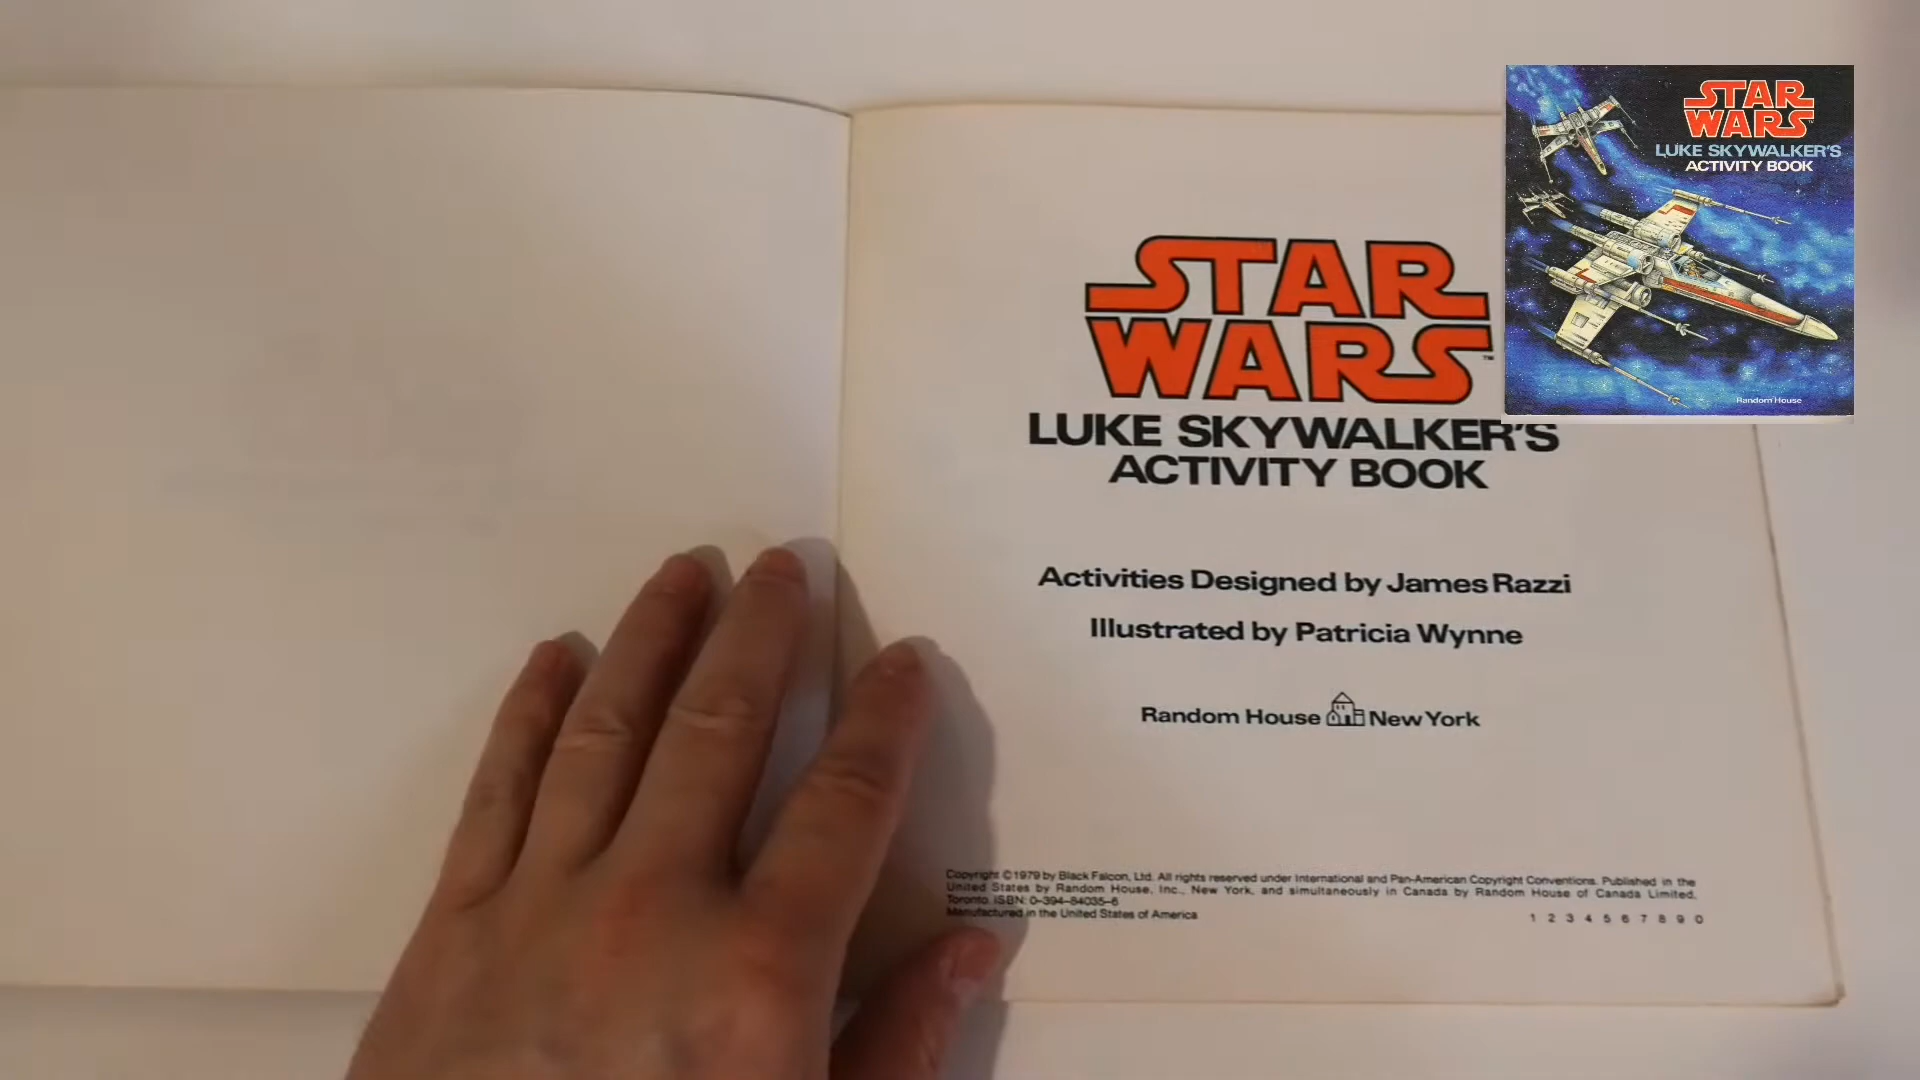 STAR
WARS™
LUKE SKYWALKER'S
ACTIVITY BOOK
Activities Designed by James Razzi
Illustrated by Patricia Wynne
Random House New York
Copyright ©1979 by Black Falcon, Ltd. All rights reserved under International and Pan-American Copyright Conventions. Published in the
United States by Random House, Inc., New York, and simultaneously in Canada by Random House of Canada Limited,
Toronto. ISBN: 0-394-84035-6
Manufactured in the United States of America
1 2 3 4 5 6 7 8 9 0
STAR
WARS™
LUKE SKYWALKER'S
ACTIVITY BOOK
Random House